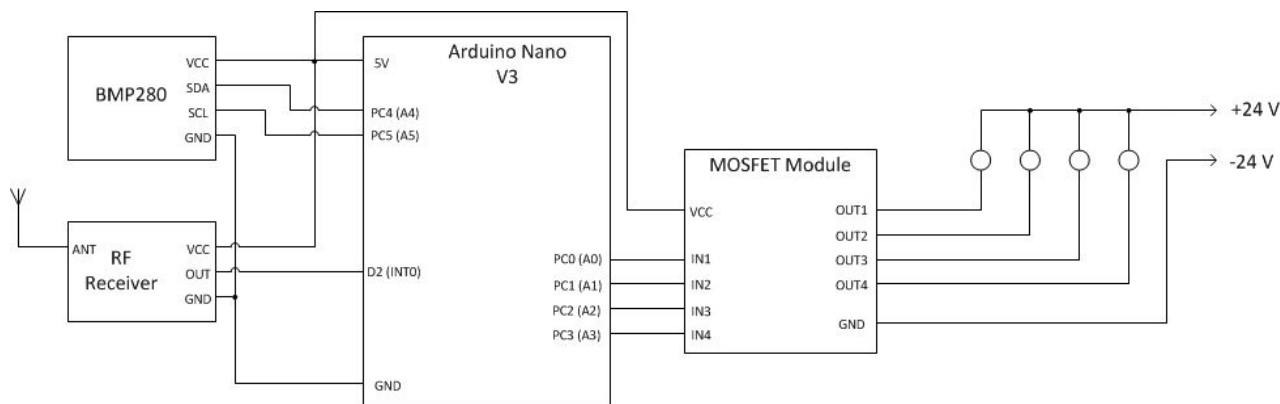 BMP280
VCC
SDA
SCL
GND
ANT
RF
Receiver
VCC
OUT
GND
Arduino Nano
V3
5V
PC4 (A4)
PC5 (A5)
D2 (INT0)
GND
PC0 (A0)
PC1 (A1)
PC2 (A2)
PC3 (A3)
MOSFET Module
VCC
IN1
IN2
IN3
IN4
OUT1
OUT2
OUT3
OUT4
GND
+24 V
-24 V